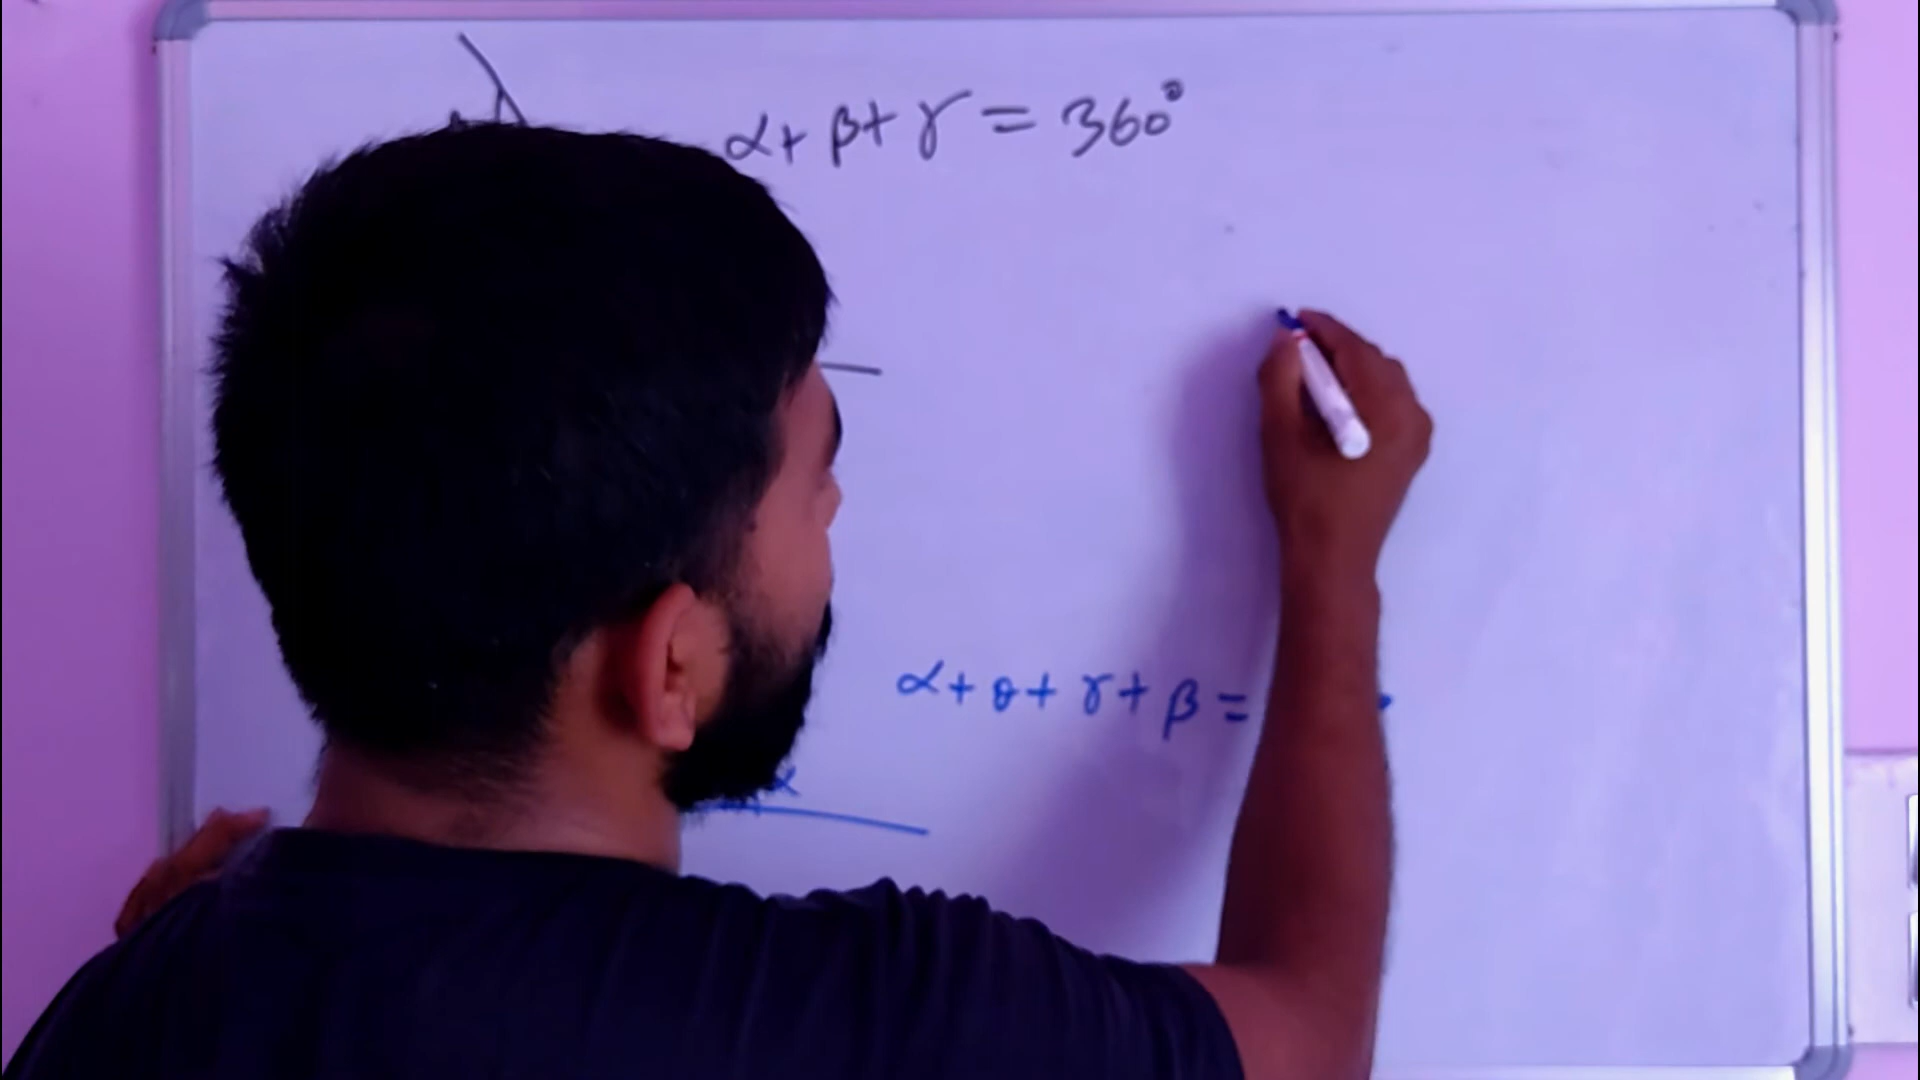 α + β + γ = 360°
α + θ + γ + β =
α